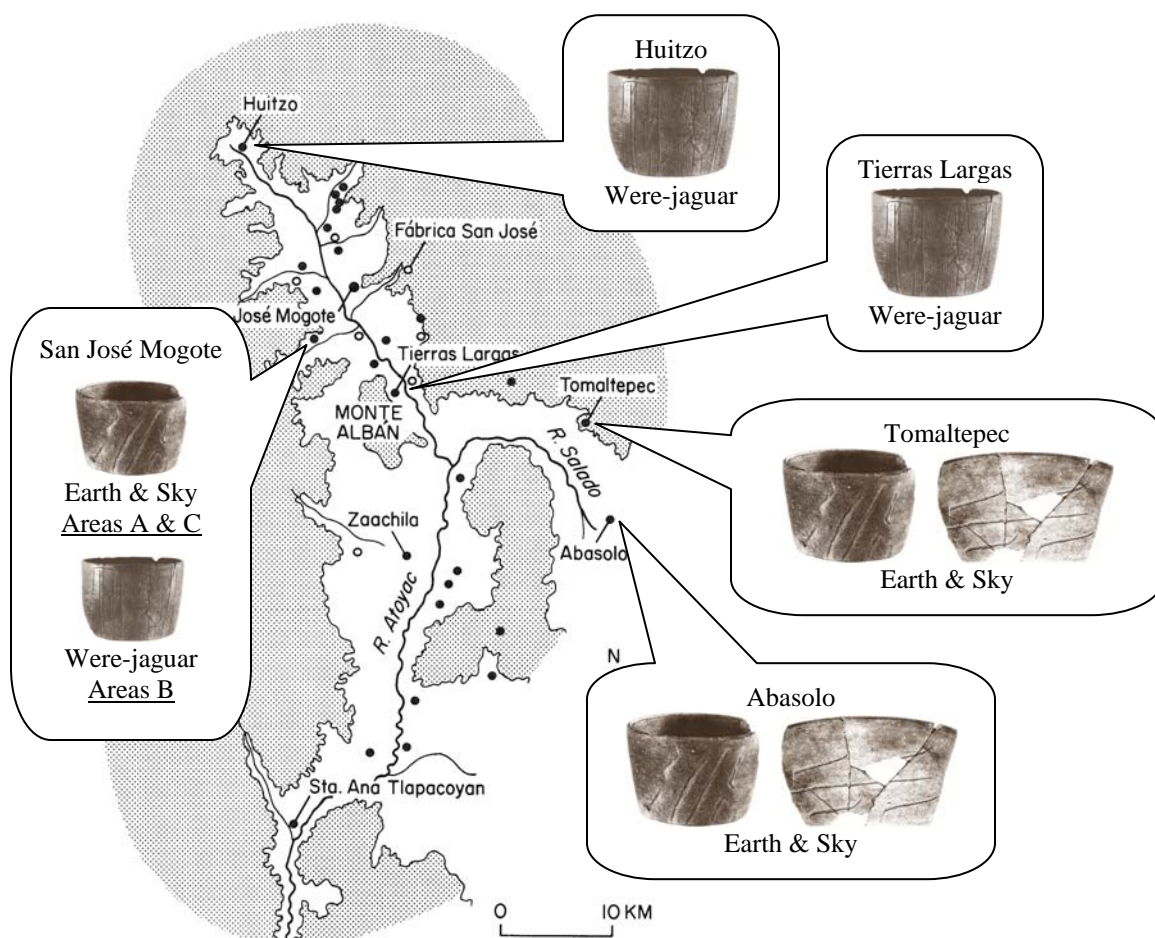 Huitzo
Were-jaguar
Tierras Largas
Were-jaguar
Huitzo
Fábrica San José
José Mogote
San José Mogote
Earth & Sky
Areas A & C
Were-jaguar
Areas B
Tierras Largas
Tomaltepec
MONTE
ALBÁN
R. Salado
Tomaltepec
Earth & Sky
Zaachila
Abasolo
R. Atoyac
N
Abasolo
Earth & Sky
Sta. Ana Tlapacoyan
0 10 KM